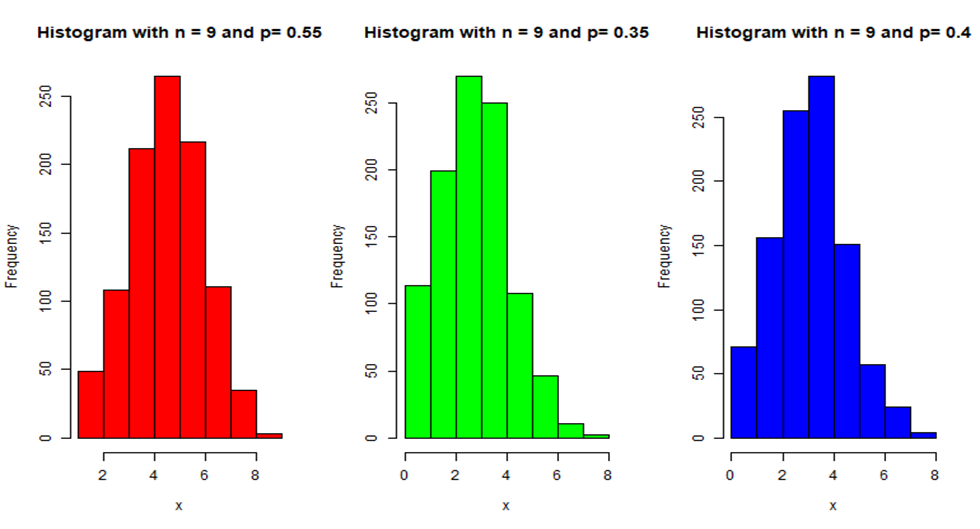 Histogram with n = 9 and p= 0.55
Frequency
0
50
100
150
200
250
2 4 6 8
x
Histogram with n = 9 and p= 0.35
Frequency
0
50
100
150
200
250
0 2 4 6 8
x
Histogram with n = 9 and p= 0.4
Frequency
0
50
100
150
200
250
0 2 4 6 8
x